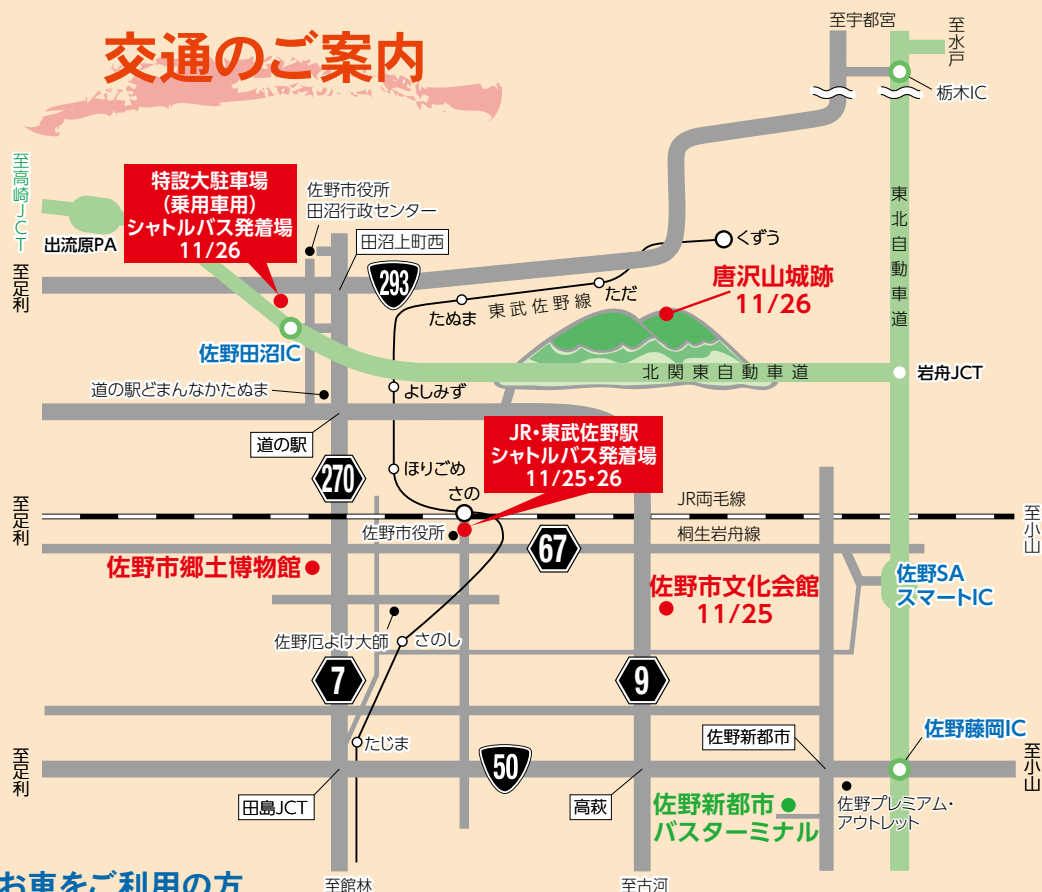 交通のご案内
至宇都宮
至水戸
栃木IC
至高崎JCT
出流原PA
特設大駐車場
（乗用車用）
シャトルバス発着場
11/26
佐野市役所
田沼行政センター
田沼上町西
至足利
293
くずう
ただ
たぬま
東武佐野線
唐沢山城跡
11/26
東北自動車道
佐野田沼IC
北関東自動車道
岩舟JCT
道の駅どまんなかたぬま
よしみず
道の駅
JR・東武佐野駅
シャトルバス発着場
11/25・26
270
ほりごめ
さの
JR両毛線
至足利
至小山
佐野市役所
67
桐生岩舟線
佐野市郷土博物館
佐野市文化会館
11/25
佐野SA
スマートIC
佐野厄よけ大師
さのし
7
9
たじま
佐野新都市
佐野藤岡IC
至足利
50
至小山
田島JCT
高萩
佐野新都市
バスターミナル
佐野プレミアム・
アウトレット
お車をご利用の方
至館林
至古河